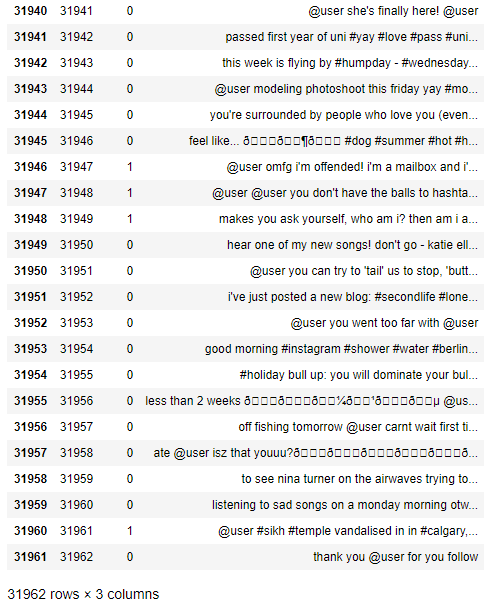 31940 31941 0 @user she's finally here! @user
31941 31942 0 passed first year of uni #yay #love #pass #uni...
31942 31943 0 this week is flying by #humpday - #wednesday...
31943 31944 0 @user modeling photoshoot this friday yay #mo...
31944 31945 0 you're surrounded by people who love you (even...
31945 31946 0 feel like... ð□□□ð□□¶ð□□□ #dog #summer #hot #h...
31946 31947 1 @user omfg i'm offended! i'm a mailbox and i'...
31947 31948 1 @user @user you don't have the balls to hashta...
31948 31949 1 makes you ask yourself, who am i? then am i a...
31949 31950 0 hear one of my new songs! don't go - katie ell...
31950 31951 0 @user you can try to 'tail' us to stop, 'butt...
31951 31952 0 i've just posted a new blog: #secondlife #lone...
31952 31953 0 @user you went too far with @user
31953 31954 0 good morning #instagram #shower #water #berlin...
31954 31955 0 #holiday bull up: you will dominate your bul...
31955 31956 0 less than 2 weeks ð□□□ð□□□ð□□¼ð□□¹ð□□□ð□□µ @us...
31956 31957 0 off fishing tomorrow @user carnt wait first ti...
31957 31958 0 ate @user isz that youuu?ð□□□ð□□□ð□□□ð□□□ð□□□ð...
31958 31959 0 to see nina turner on the airwaves trying to...
31959 31960 0 listening to sad songs on a monday morning otw...
31960 31961 1 @user #sikh #temple vandalised in in #calgary,...
31961 31962 0 thank you @user for you follow
31962 rows × 3 columns